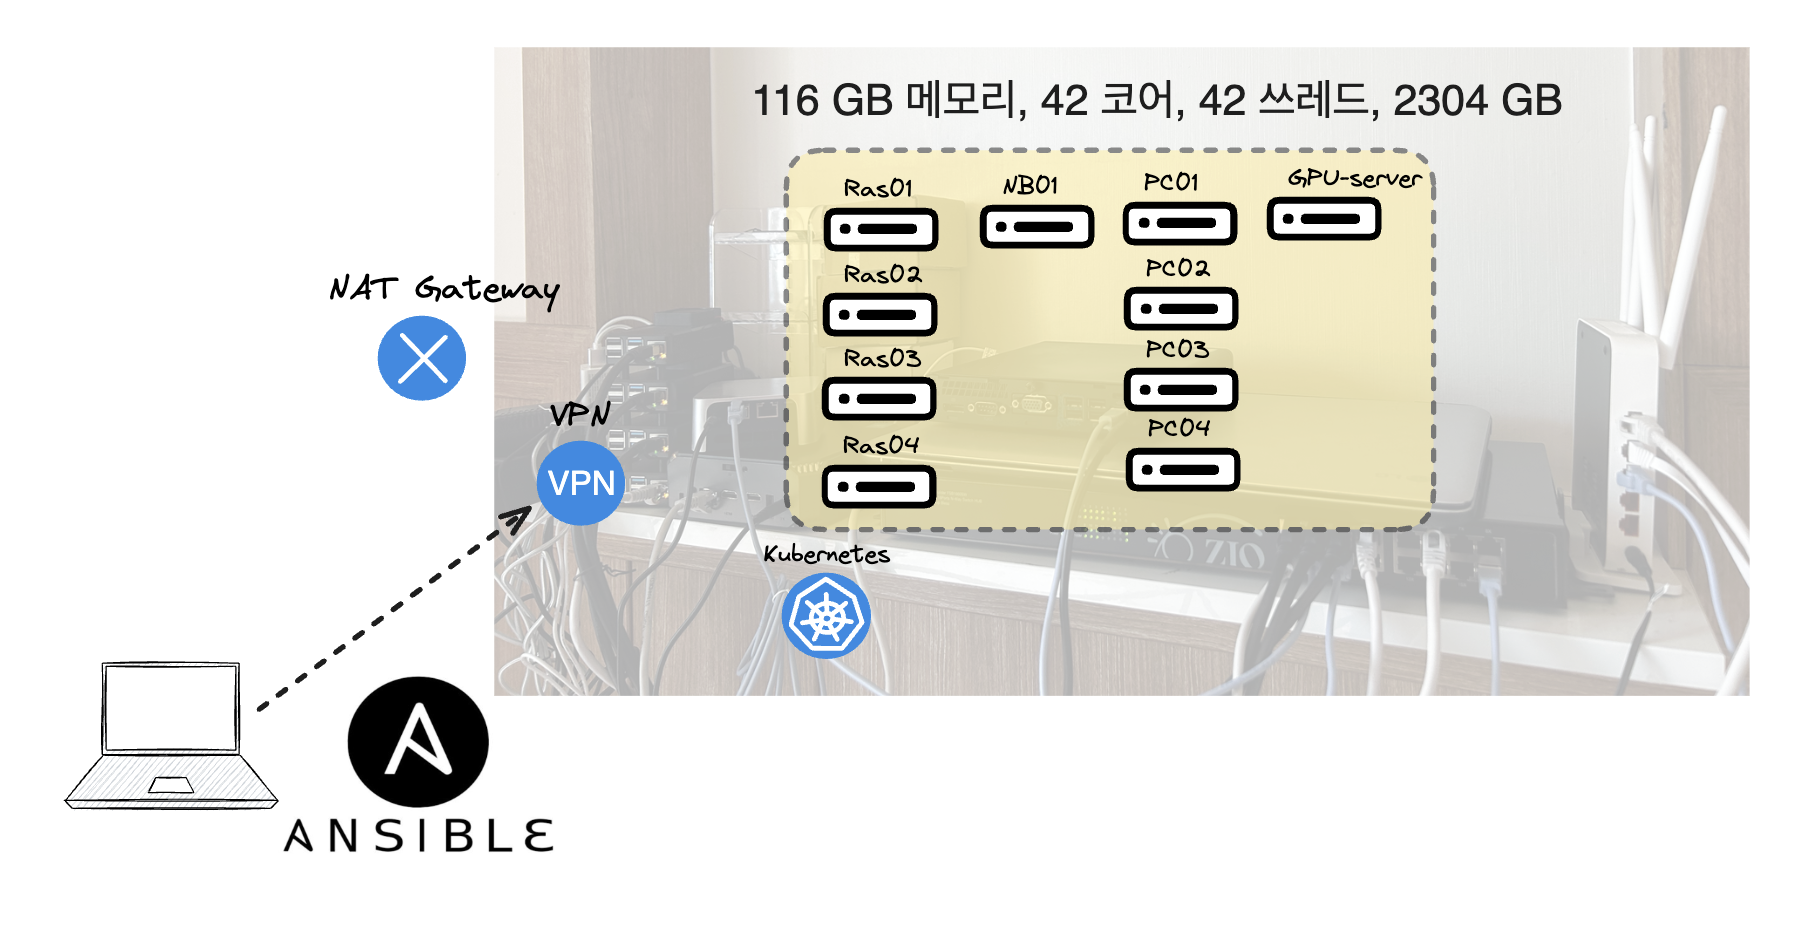 116 GB 메모리, 42 코어, 42 쓰레드, 2304 GB
Ras01
NB01
PC01
GPU-server
Ras02
PC02
Ras03
PC03
Ras04
PC04
NAT Gateway
VPN
VPN
Kubernetes
ZIO
ANSIBLE